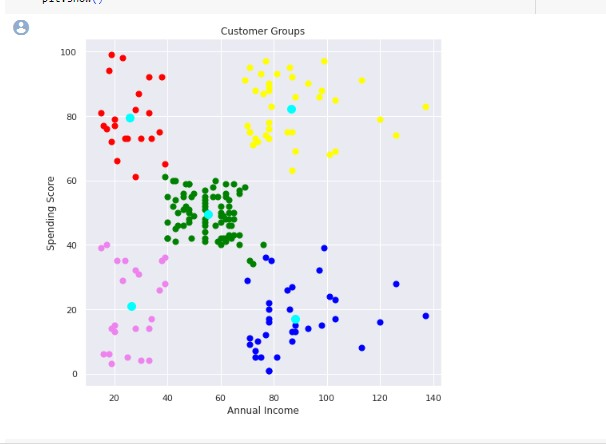 plt.show()
Customer Groups
100
80
60
40
20
0
Spending Score
20 40 60 80 100 120 140
Annual Income